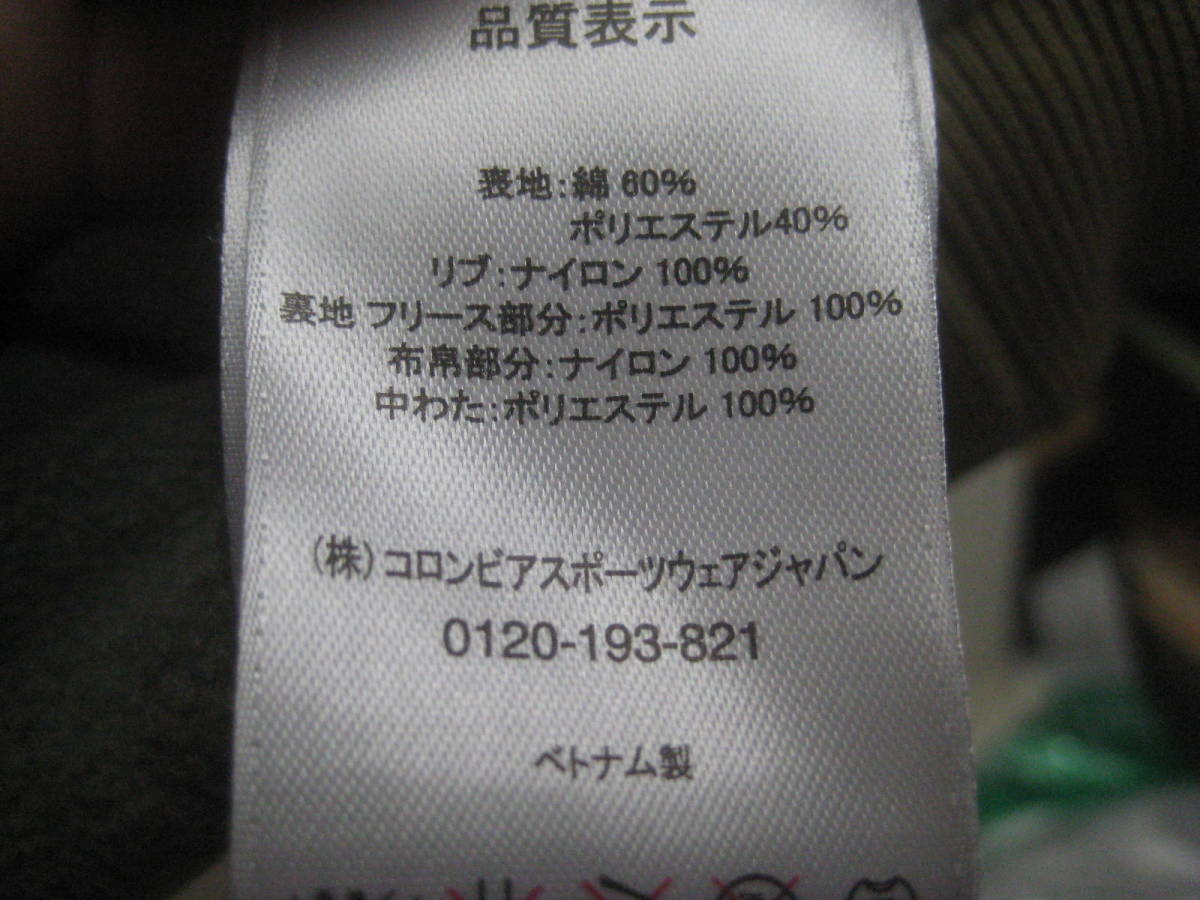 品質表示
表地:綿 60%
ポリエステル40%
リブ:ナイロン 100%
裏地 フリース部分:ポリエステル 100%
布帛部分:ナイロン 100%
中わた:ポリエステル 100%
(株)コロンビアスポーツウェアジャパン
0120-193-821
ベトナム製